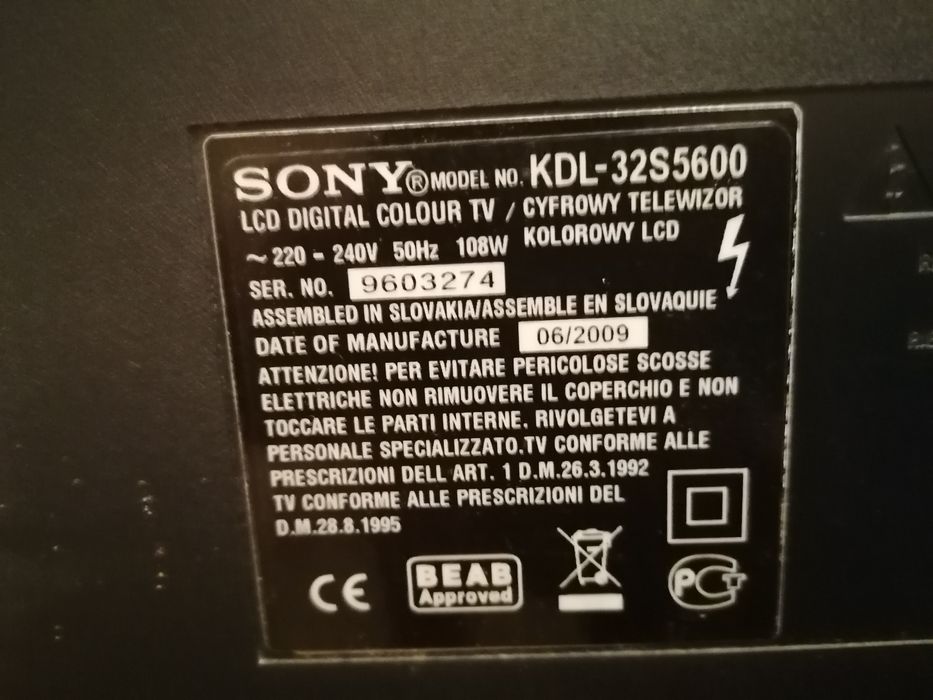 SONY® MODEL NO. KDL-32S5600
LCD DIGITAL COLOUR TV / CYFROWY TELEWIZOR
~ 220 - 240V 50Hz 108W KOLOROWY LCD
SER. NO. 9603274
ASSEMBLED IN SLOVAKIA/ASSEMBLE EN SLOVAQUIE
DATE OF MANUFACTURE 06/2009
ATTENZIONE! PER EVITARE PERICOLOSE SCOSSE
ELETTRICHE NON RIMUOVERE IL COPERCHIO E NON
TOCCARE LE PARTI INTERNE. RIVOLGETEVI A
PERSONALE SPECIALIZZATO.TV CONFORME ALLE
PRESCRIZIONI DELL ART. 1 D.M.26.3.1992
TV CONFORME ALLE PRESCRIZIONI DEL
D.M.28.8.1995
CE
BEAB
Approved